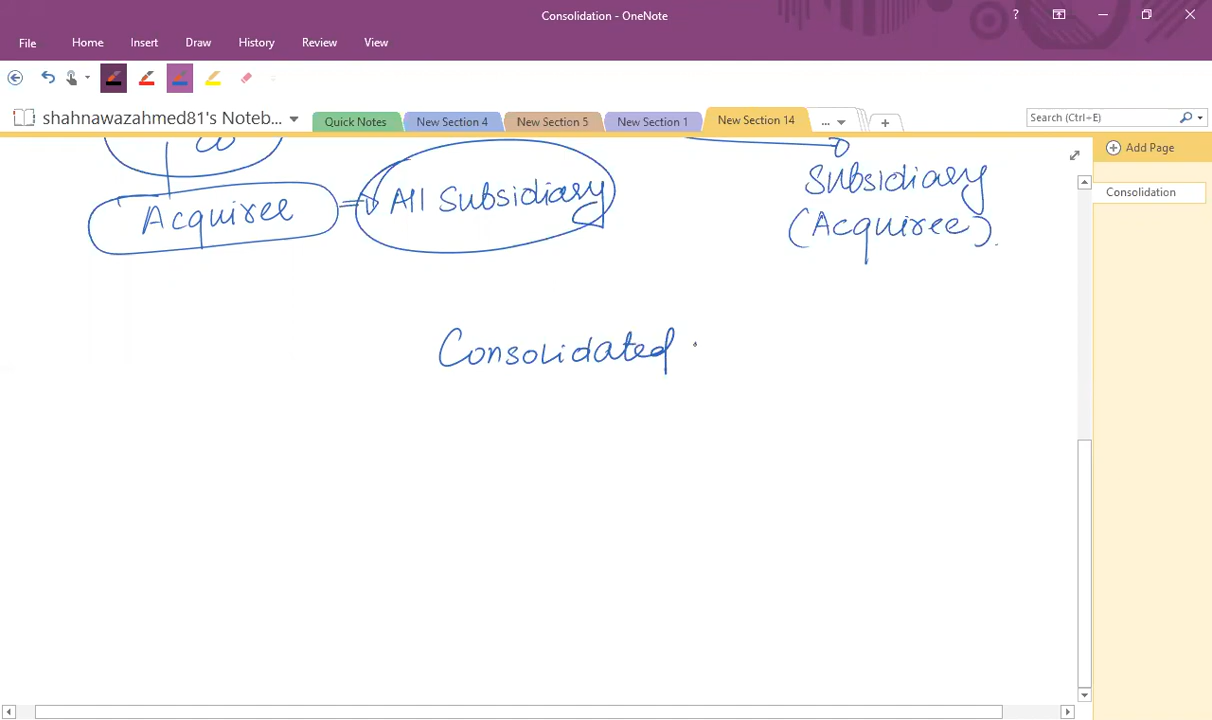 Consolidation - OneNote
?
File Home Insert Draw History Review View
shahnawazahmed81's Noteb... Quick Notes New Section 4 New Section 5 New Section 1 New Section 14 ... + Search (Ctrl+E)
Add Page
Consolidation
Co
Acquiree All Subsidiary
Subsidiary
(Acquiree).
Consolidated